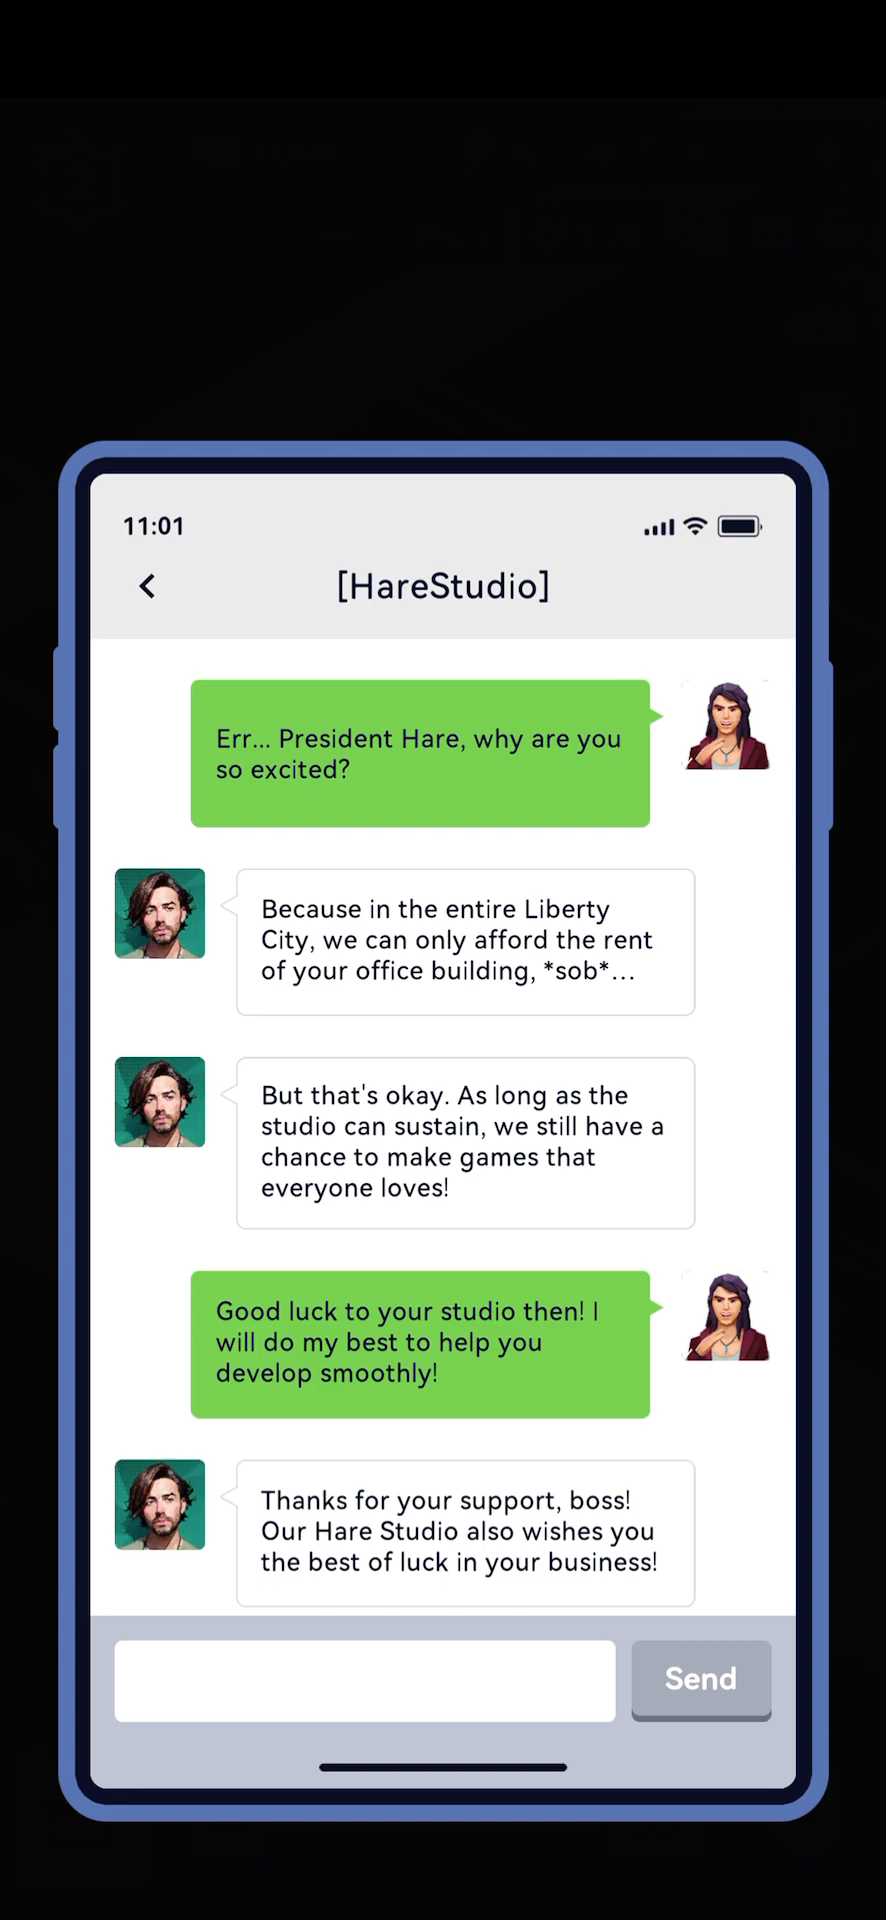 11:01
[HareStudio]
Err... President Hare, why are you
so excited?
Because in the entire Liberty
City, we can only afford the rent
of your office building, *sob*...
But that's okay. As long as the
studio can sustain, we still have a
chance to make games that
everyone loves!
Good luck to your studio then! I
will do my best to help you
develop smoothly!
Thanks for your support, boss!
Our Hare Studio also wishes you
the best of luck in your business!
Send